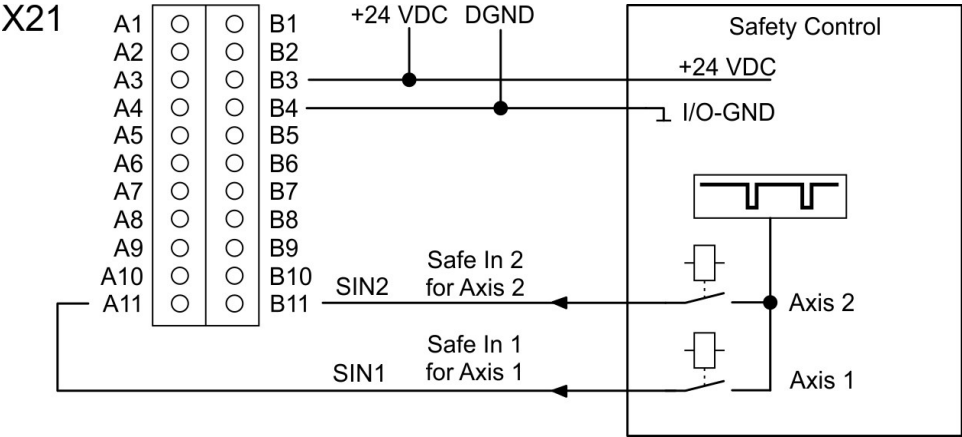 X21
A1 B1
A2 B2
A3 B3
A4 B4
A5 B5
A6 B6
A7 B7
A8 B8
A9 B9
A10 B10
A11 B11
+24 VDC DGND
Safety Control
+24 VDC
I/O-GND
SIN2
Safe In 2
for Axis 2
Axis 2
SIN1
Safe In 1
for Axis 1
Axis 1